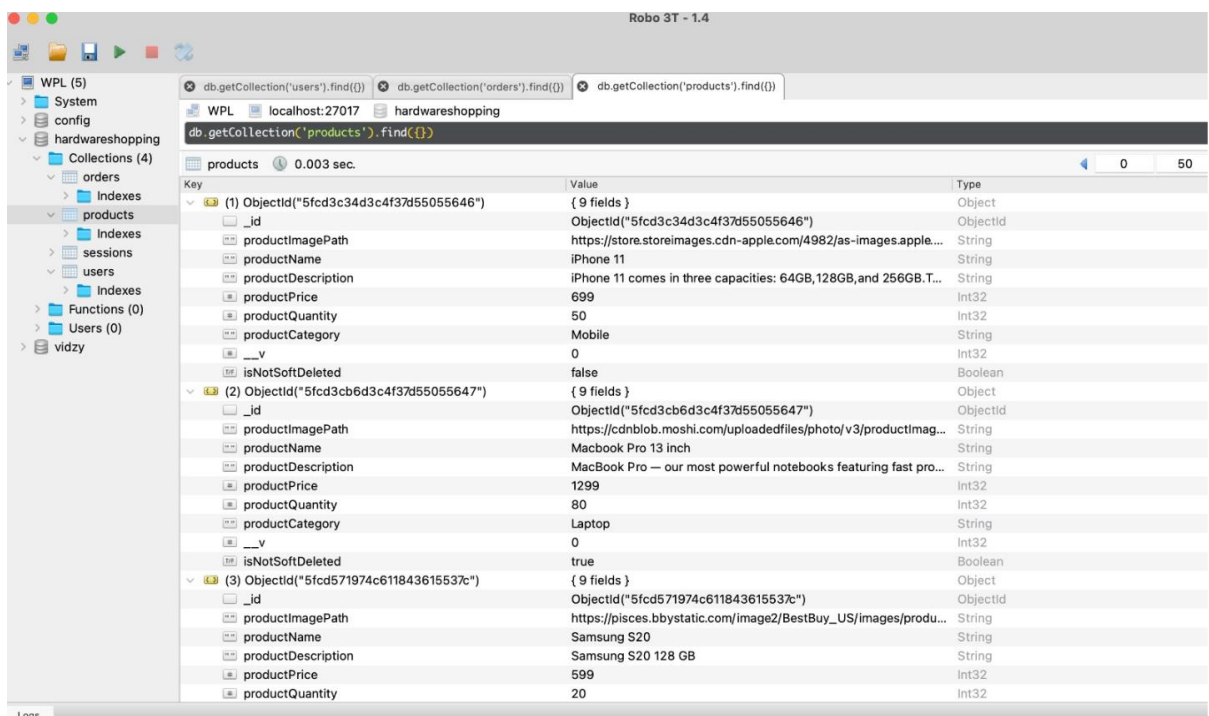 Robo 3T - 1.4
WPL (5)
System
config
hardwareshopping
Collections (4)
orders
Indexes
products
Indexes
sessions
users
Indexes
Functions (0)
Users (0)
vidzy
db.getCollection('users').find({}) db.getCollection('orders').find({}) db.getCollection('products').find({})
WPL localhost:27017 hardwareshopping
db.getCollection('products').find({})
products 0.003 sec. 0 50
Key Value Type
(1) ObjectId("5fcd3c34d3c4f37d55055646") { 9 fields } Object
_id ObjectId("5fcd3c34d3c4f37d55055646") ObjectId
productImagePath https://store.storeimages.cdn-apple.com/4982/as-images.apple.... String
productName iPhone 11 String
productDescription iPhone 11 comes in three capacities: 64GB,128GB,and 256GB.T... String
productPrice 699 Int32
productQuantity 50 Int32
productCategory Mobile String
__v 0 Int32
isNotSoftDeleted false Boolean
(2) ObjectId("5fcd3cb6d3c4f37d55055647") { 9 fields } Object
_id ObjectId("5fcd3cb6d3c4f37d55055647") ObjectId
productImagePath https://cdnblob.moshi.com/uploadedfiles/photo/v3/productImag... String
productName Macbook Pro 13 inch String
productDescription MacBook Pro — our most powerful notebooks featuring fast pro... String
productPrice 1299 Int32
productQuantity 80 Int32
productCategory Laptop String
__v 0 Int32
isNotSoftDeleted true Boolean
(3) ObjectId("5fcd571974c611843615537c") { 9 fields } Object
_id ObjectId("5fcd571974c611843615537c") ObjectId
productImagePath https://pisces.bbystatic.com/image2/BestBuy_US/images/produ... String
productName Samsung S20 String
productDescription Samsung S20 128 GB String
productPrice 599 Int32
productQuantity 20 Int32
Logs